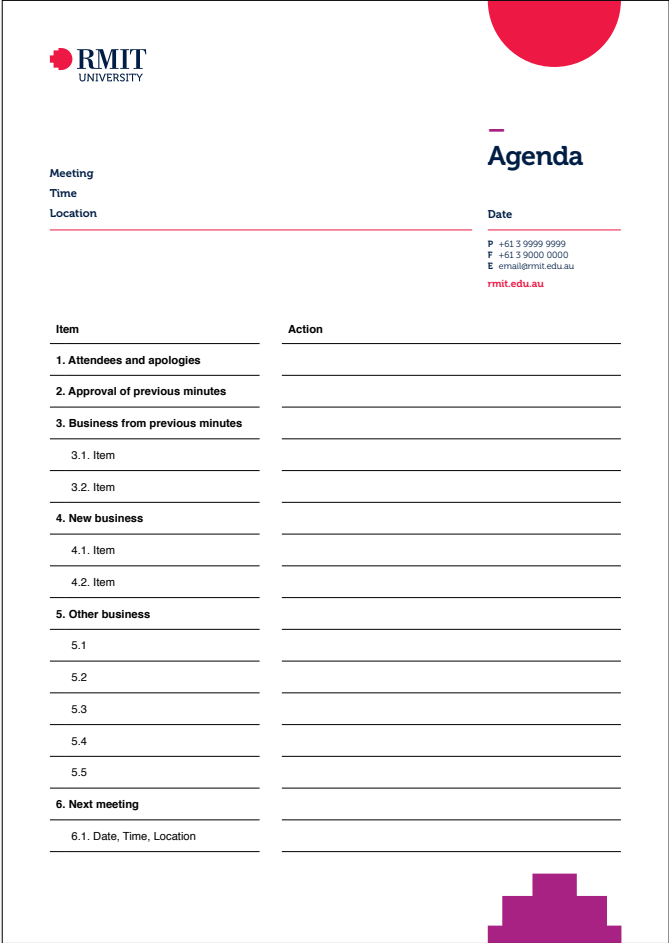 RMIT
UNIVERSITY
Agenda
Meeting
Time
Location
Date
P +61 3 9999 9999
F +61 3 9000 0000
E email@rmit.edu.au
rmit.edu.au
Item Action
1. Attendees and apologies
2. Approval of previous minutes
3. Business from previous minutes
3.1. Item
3.2. Item
4. New business
4.1. Item
4.2. Item
5. Other business
5.1
5.2
5.3
5.4
5.5
6. Next meeting
6.1. Date, Time, Location